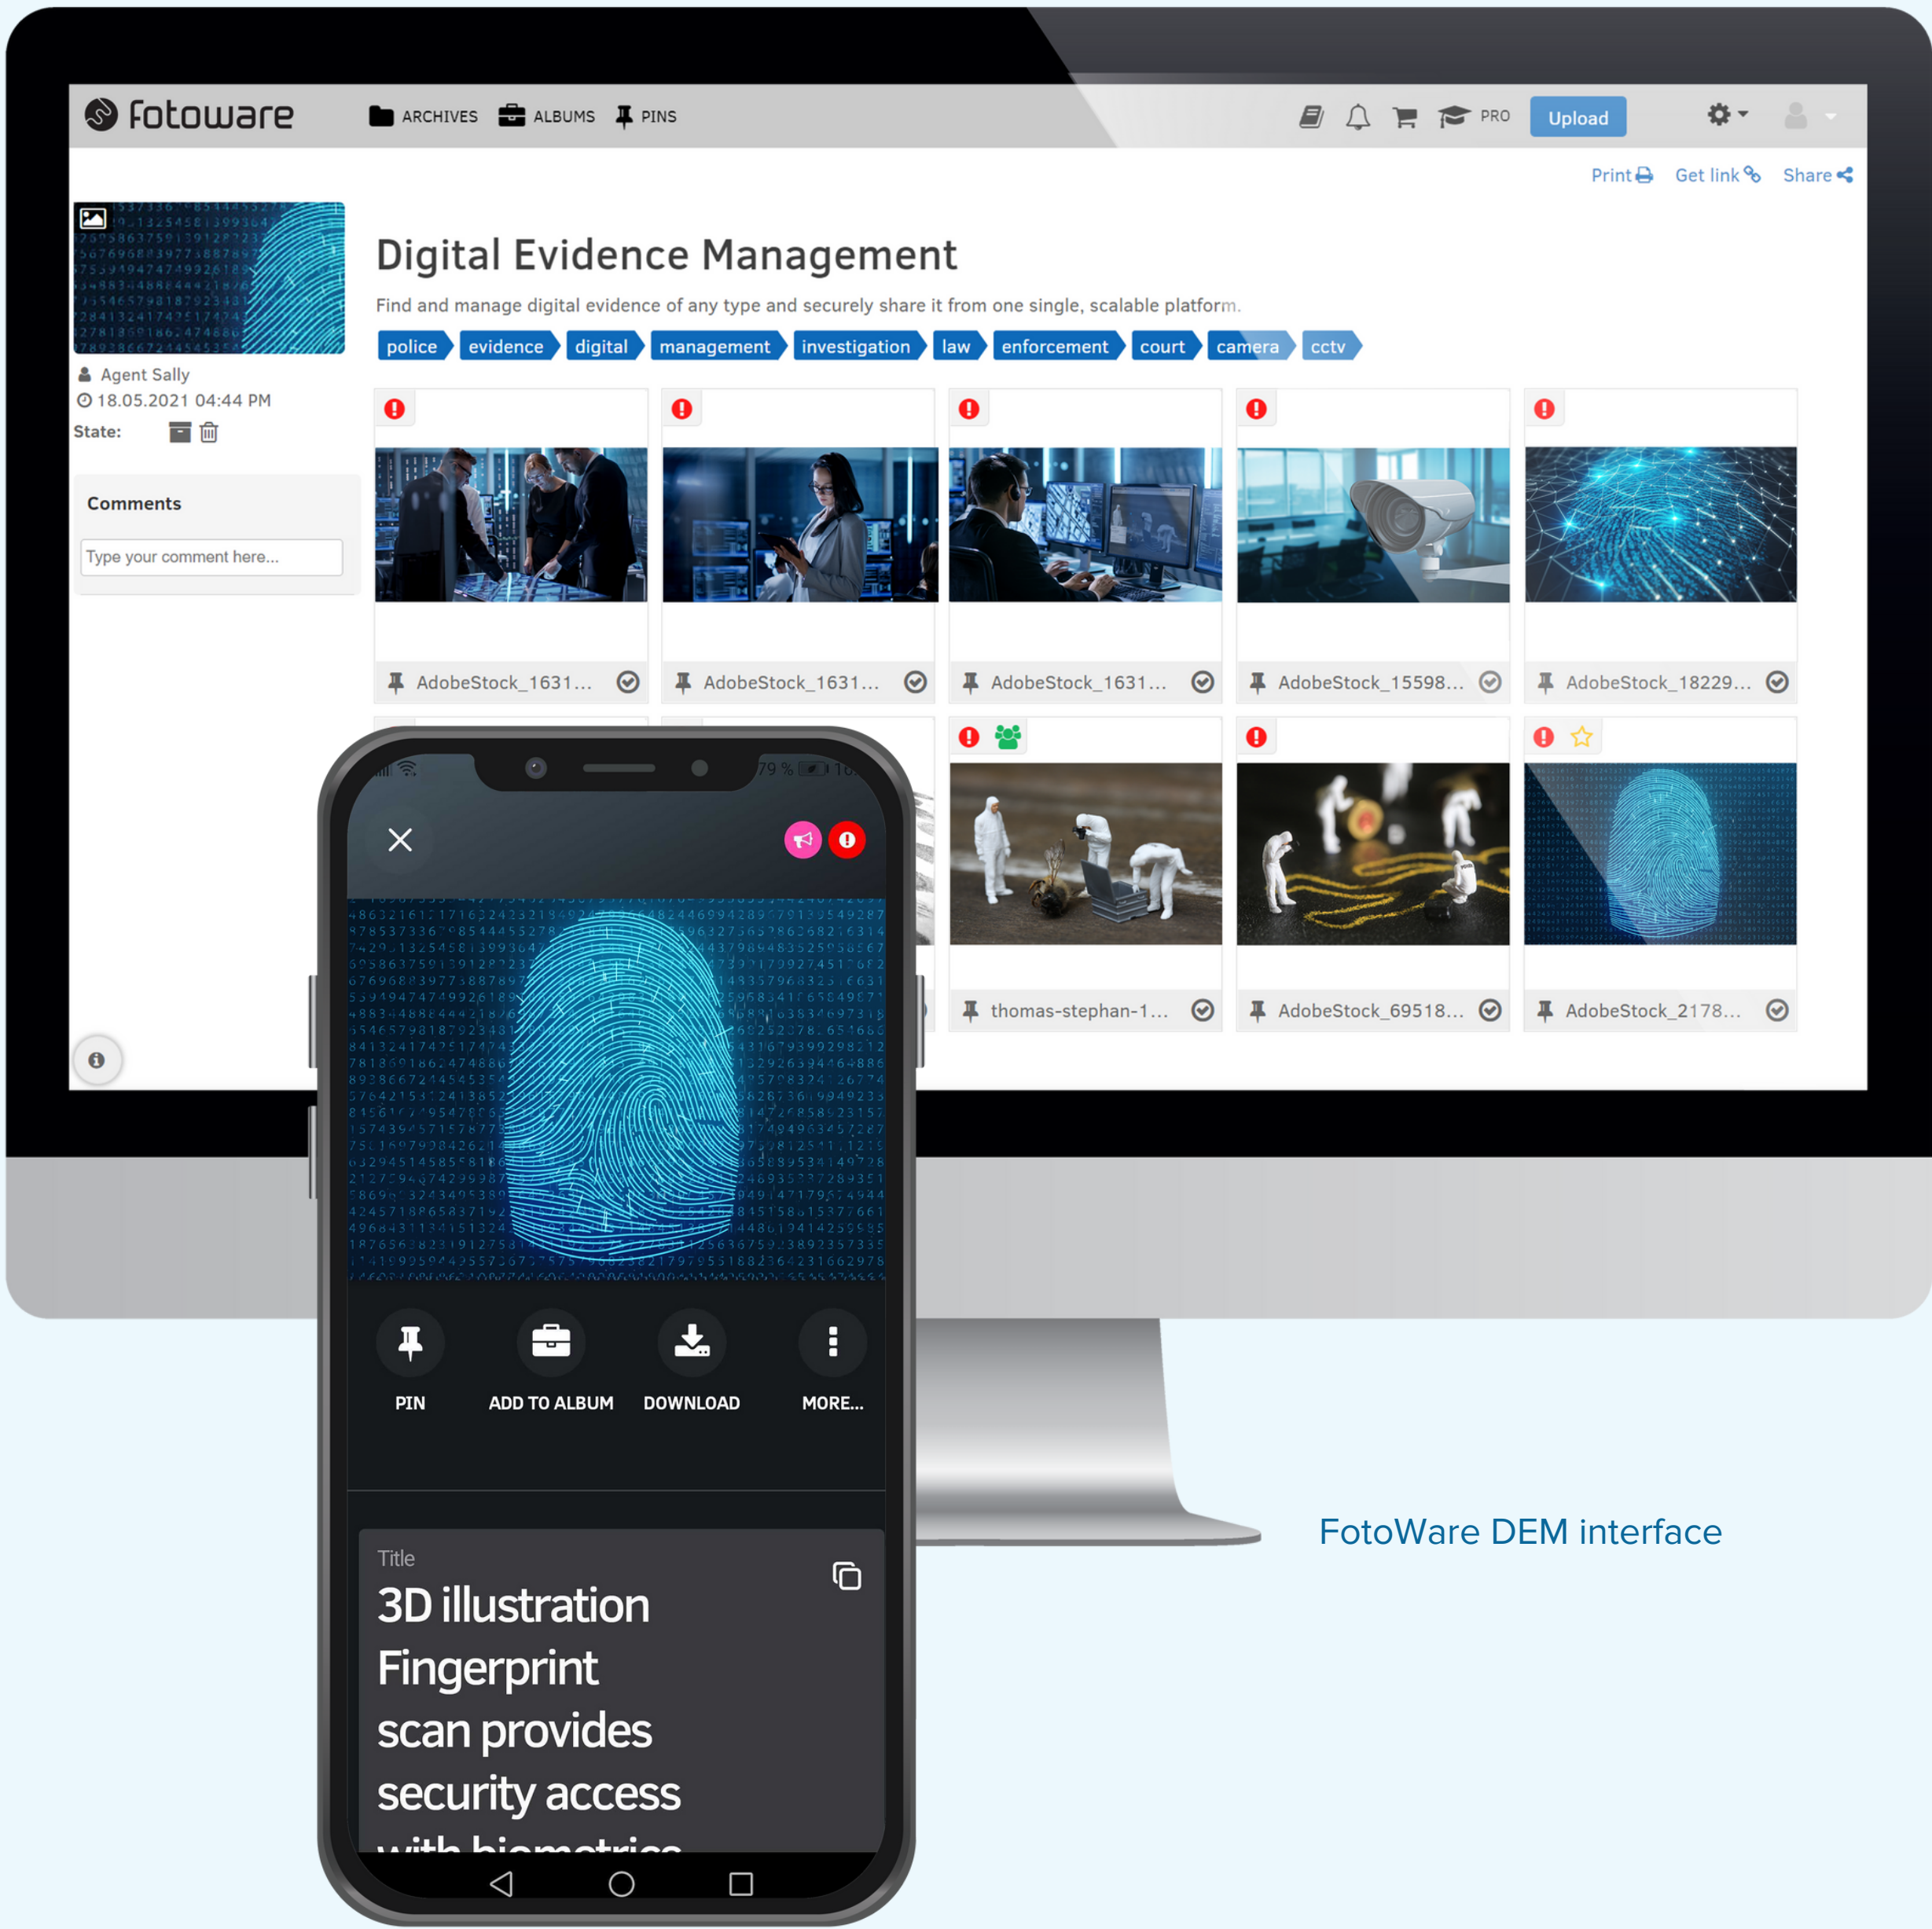 fotoware
ARCHIVES ALBUMS PINS PRO Upload
Print Get link Share
Digital Evidence Management
Find and manage digital evidence of any type and securely share it from one single, scalable platform.
police evidence digital management investigation law enforcement court camera cctv
Agent Sally
18.05.2021 04:44 PM
State:
Comments
Type your comment here...
AdobeStock_1631... AdobeStock_1631... AdobeStock_1631... AdobeStock_15598... AdobeStock_18229...
thomas-stephan-1... AdobeStock_69518... AdobeStock_2178...
79 %
PIN ADD TO ALBUM DOWNLOAD MORE...
Title
3D illustration
Fingerprint
scan provides
security access
with biometrics
FotoWare DEM interface